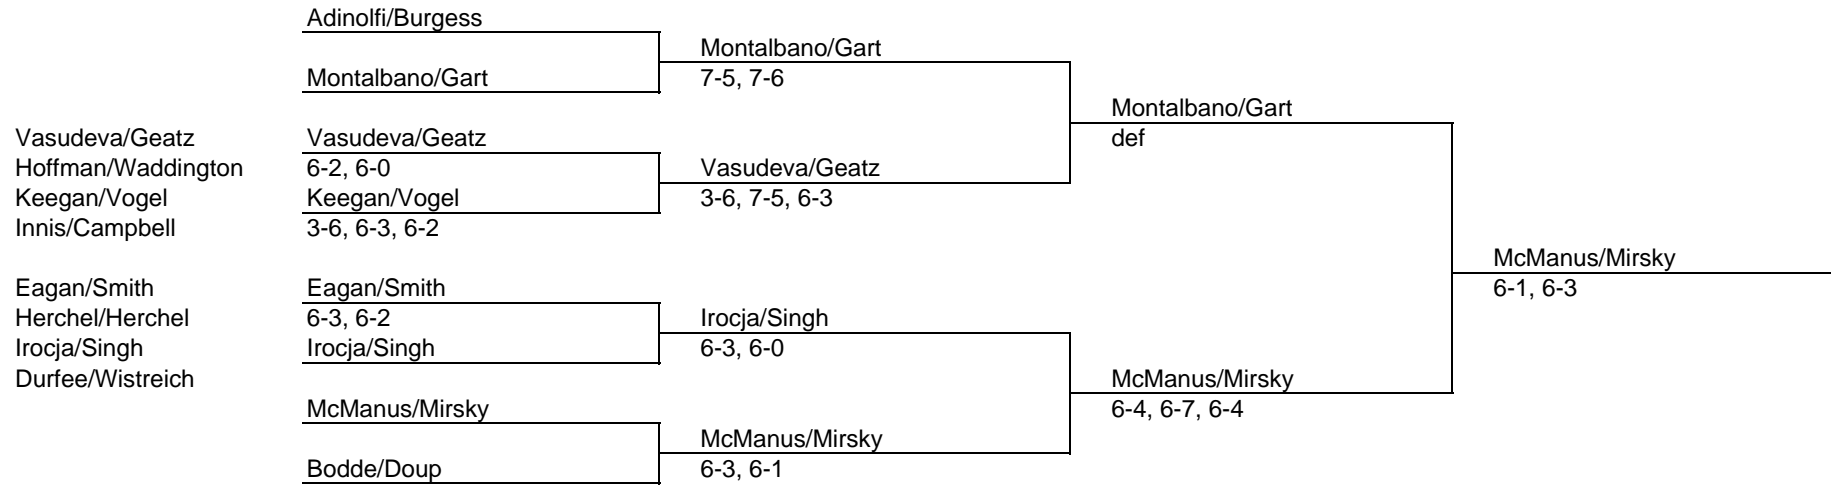 Adinolfi/Burgess
Montalbano/Gart
Montalbano/Gart
7-5, 7-6
Montalbano/Gart
def
Vasudeva/Geatz
Vasudeva/Geatz
Hoffman/Waddington
6-2, 6-0
Vasudeva/Geatz
Keegan/Vogel
Keegan/Vogel
3-6, 7-5, 6-3
Innis/Campbell
3-6, 6-3, 6-2
McManus/Mirsky
6-1, 6-3
Eagan/Smith
Eagan/Smith
Herchel/Herchel
6-3, 6-2
Irocja/Singh
Irocja/Singh
Irocja/Singh
6-3, 6-0
Durfee/Wistreich
McManus/Mirsky
McManus/Mirsky
6-4, 6-7, 6-4
McManus/Mirsky
Bodde/Doup
6-3, 6-1